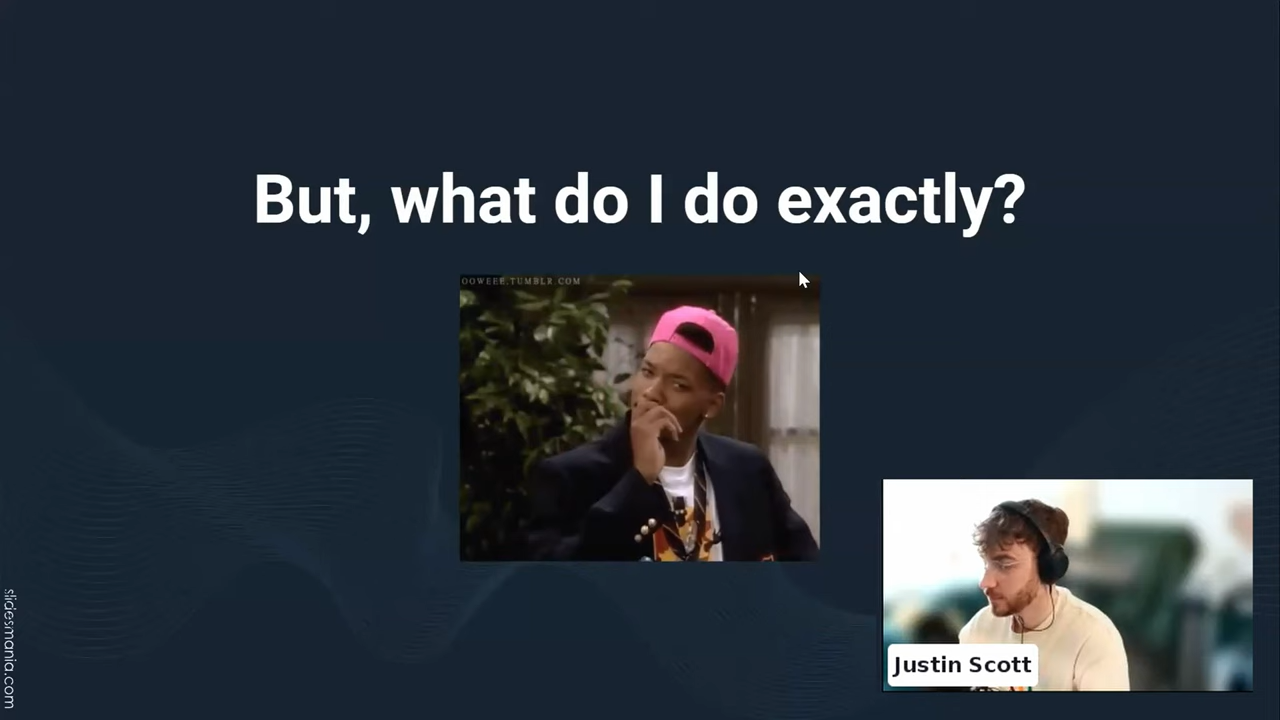 But, what do I do exactly?
OOWEEE.TUMBLR.COM
Justin Scott
slidesmania.com